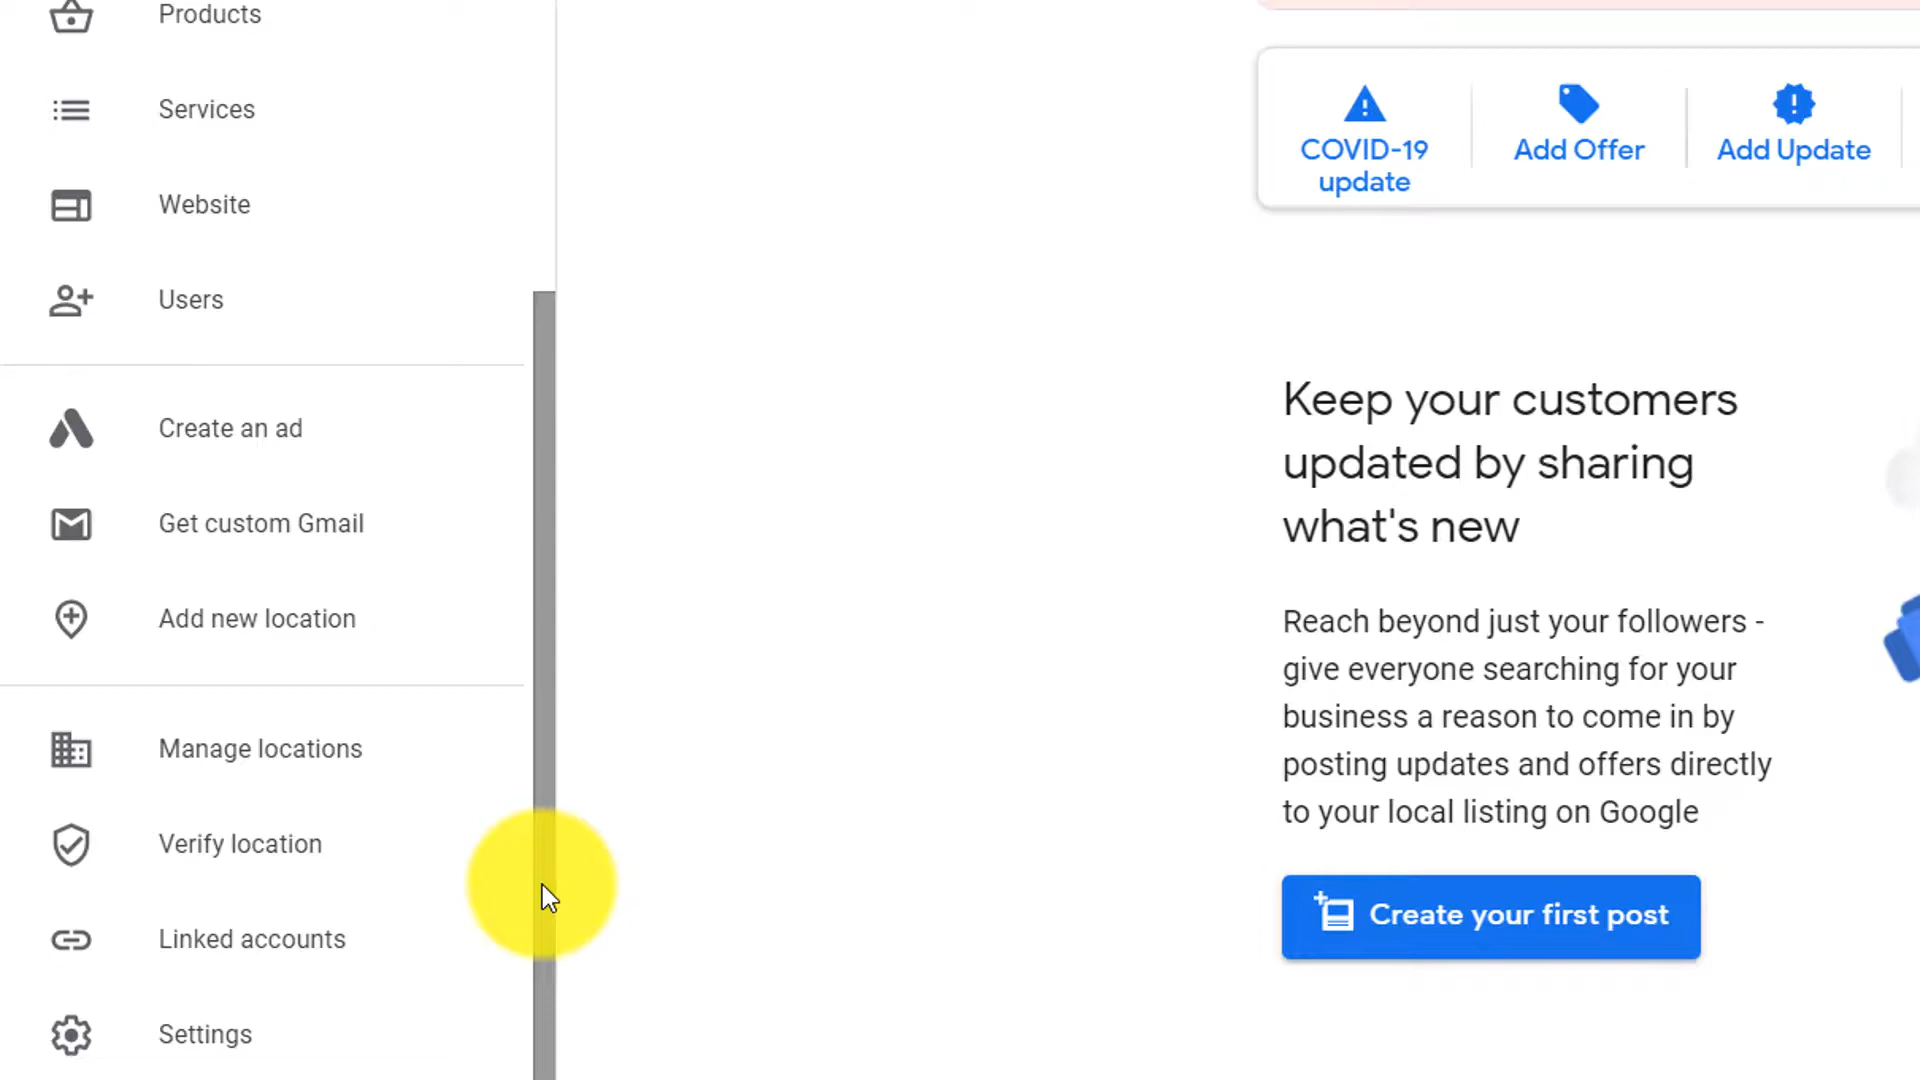 Products
Services
Website
Users
Create an ad
Get custom Gmail
Add new location
Manage locations
Verify location
Linked accounts
Settings
COVID-19
update
Add Offer
Add Update
Keep your customers
updated by sharing
what's new
Reach beyond just your followers -
give everyone searching for your
business a reason to come in by
posting updates and offers directly
to your local listing on Google
Create your first post